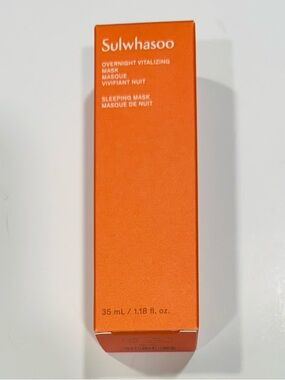 Sulwhasoo
OVERNIGHT VITALIZING
MASK
MASQUE
VIVIFIANT NUIT
SLEEPING MASK
MASQUE DE NUIT
35 mL / 1.18 fl. oz.